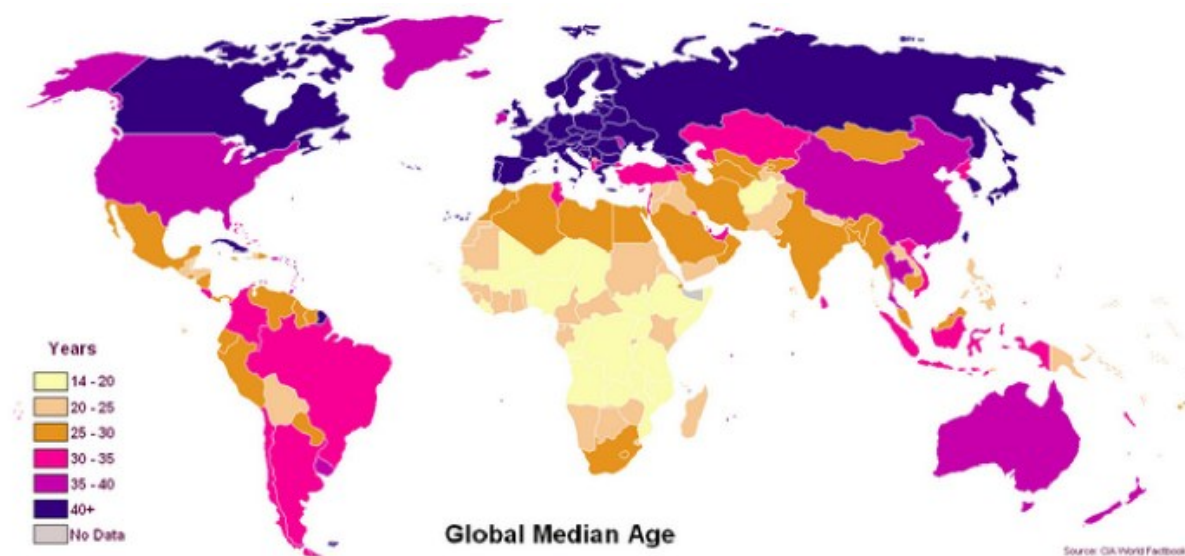 Years
14 - 20
20 - 25
25 - 30
30 - 35
35 - 40
40+
No Data
Global Median Age
Source: CIA World Factbook